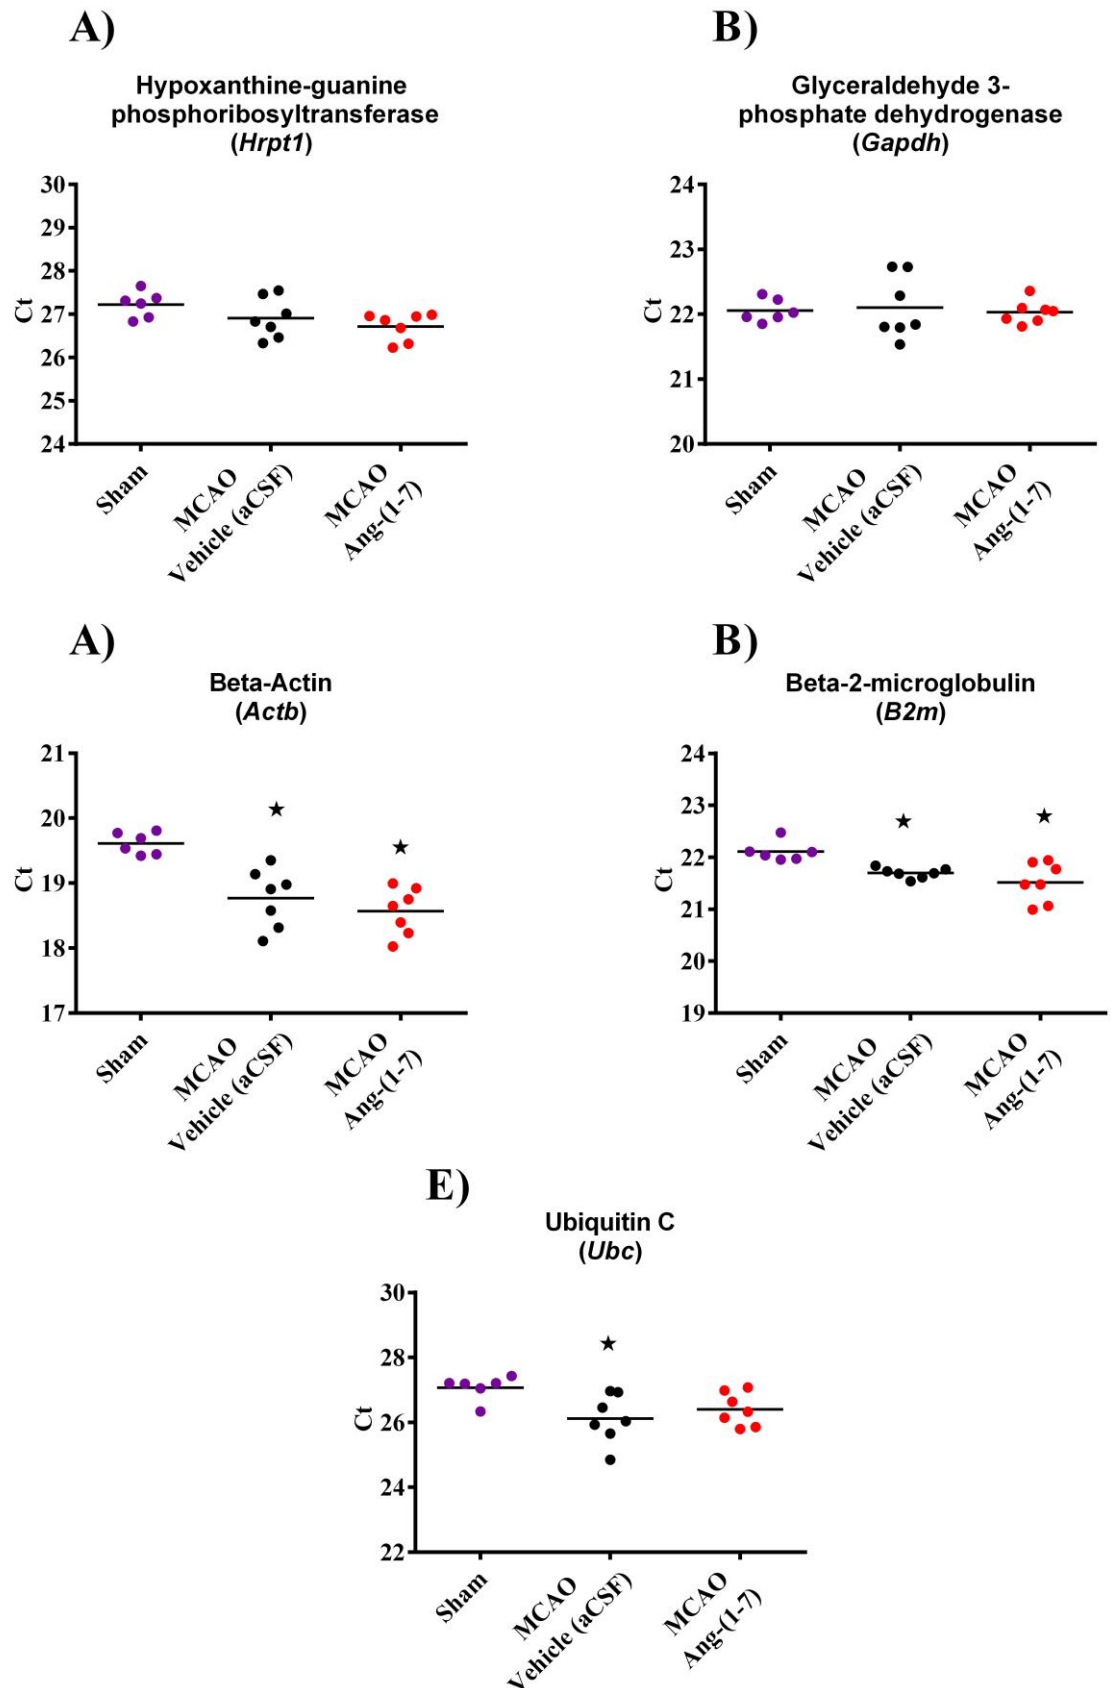 A)
Hypoxanthine-guanine
phosphoribosyltransferase
(Hrpt1)
30
29
28
27
26
25
24
Ct
Sham
MCAO
Vehicle (aCSF)
MCAO
Ang-(1-7)
B)
Glyceraldehyde 3-
phosphate dehydrogenase
(Gapdh)
24
23
22
21
20
Ct
Sham
MCAO
Vehicle (aCSF)
MCAO
Ang-(1-7)
A)
Beta-Actin
(Actb)
21
20
19
18
17
Ct
Sham
MCAO
Vehicle (aCSF)
MCAO
Ang-(1-7)
B)
Beta-2-microglobulin
(B2m)
24
23
22
21
20
19
Ct
Sham
MCAO
Vehicle (aCSF)
MCAO
Ang-(1-7)
E)
Ubiquitin C
(Ubc)
30
28
26
24
22
Ct
Sham
MCAO
Vehicle (aCSF)
MCAO
Ang-(1-7)